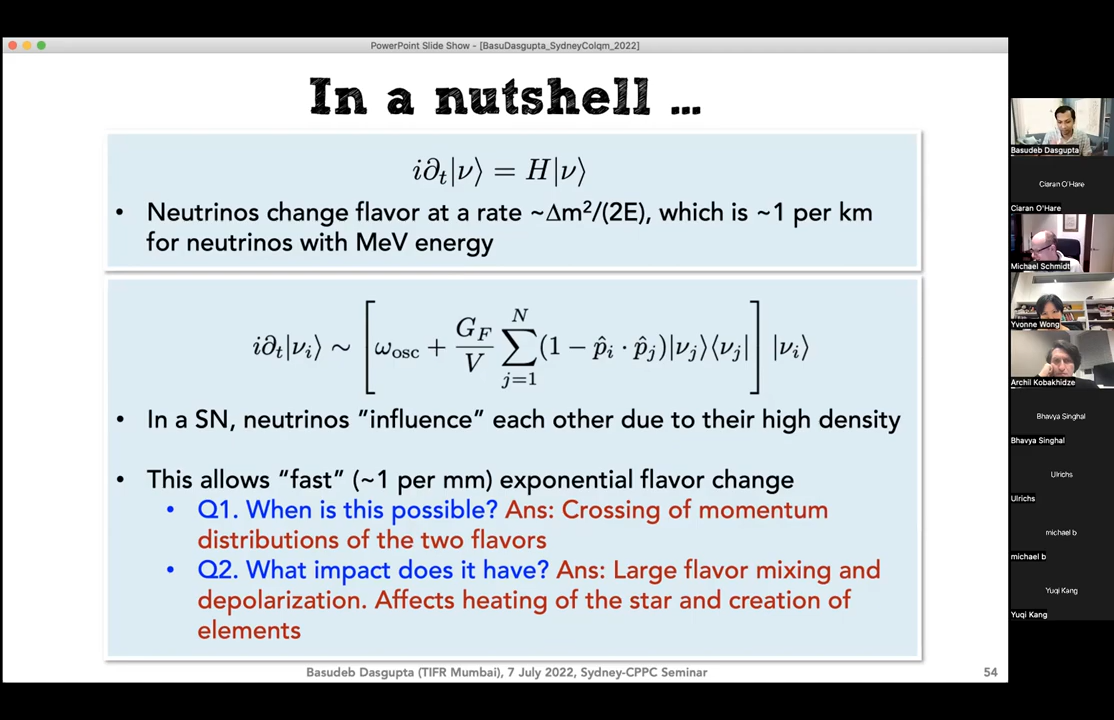 PowerPoint Slide Show - [BasuDasgupta_SydneyColqm_2022]
In a nutshell ...
i∂ₜ|ν⟩ = H|ν⟩
• Neutrinos change flavor at a rate ~Δm²/(2E), which is ~1 per km
for neutrinos with MeV energy
i∂ₜ|νᵢ⟩ ~ [ω_osc + G_F/V ∑_{j=1}^{N} (1 − p̂ᵢ · p̂ⱼ)|νⱼ⟩⟨νⱼ|] |νᵢ⟩
• In a SN, neutrinos "influence" each other due to their high density
• This allows "fast" (~1 per mm) exponential flavor change
• Q1. When is this possible? Ans: Crossing of momentum
distributions of the two flavors
• Q2. What impact does it have? Ans: Large flavor mixing and
depolarization. Affects heating of the star and creation of
elements
Basudeb Dasgupta (TIFR Mumbai), 7 July 2022, Sydney-CPPC Seminar
54
Basudeb Dasgupta
Ciaran O'Hare
Ciaran O'Hare
Michael Schmidt
Yvonne Wong
Archil Kobakhidze
Bhavya Singhal
Bhavya Singhal
Ulrichs
Ulrichs
michael b
michael b
Yuqi Kang
Yuqi Kang